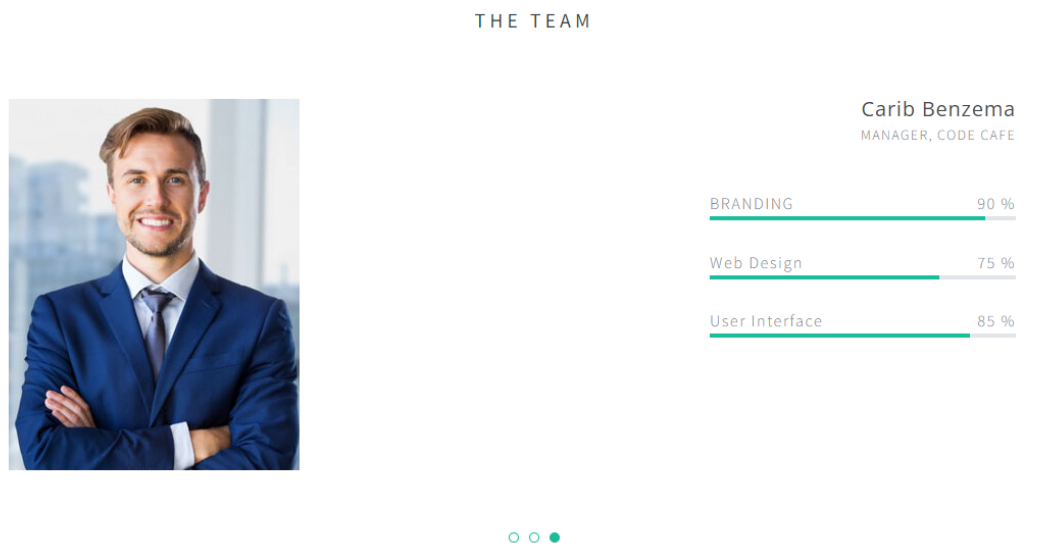 THE TEAM
Carib Benzema
MANAGER, CODE CAFE
BRANDING 90 %
Web Design 75 %
User Interface 85 %